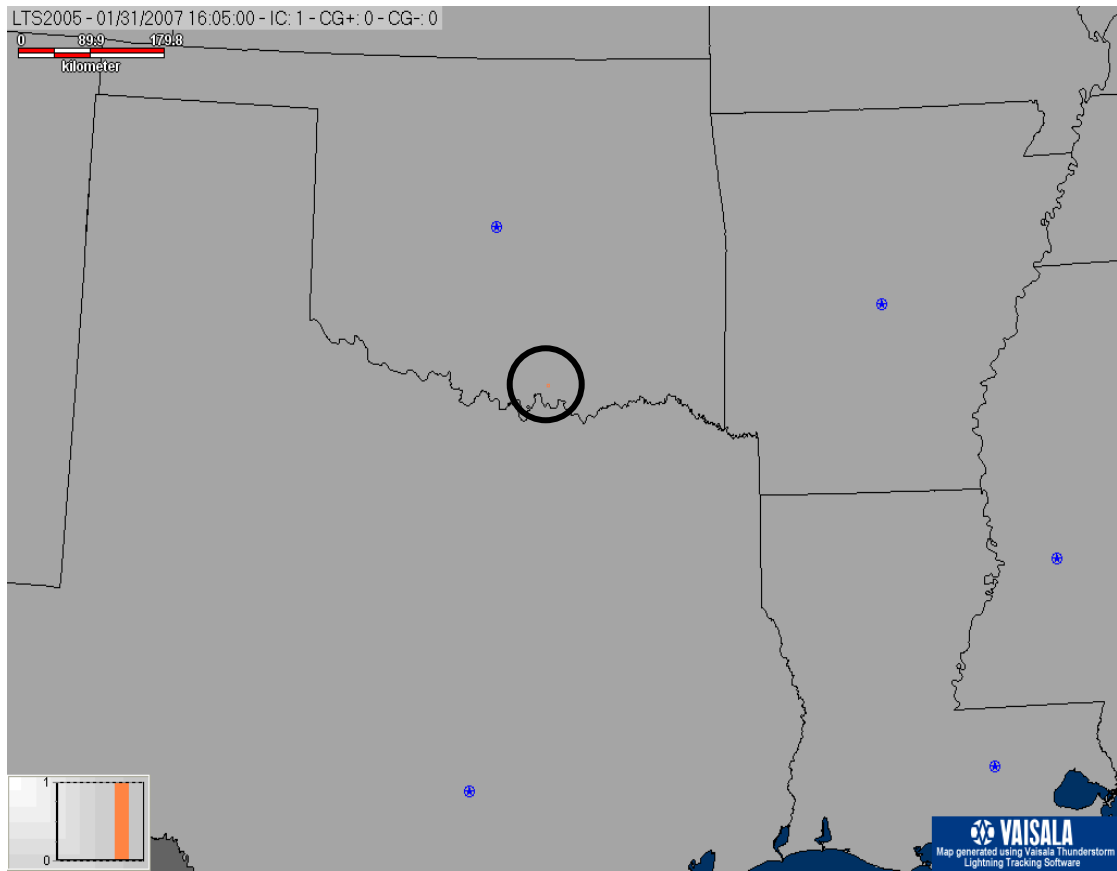 LTS2005 - 01/31/2007 16:05:00 - IC: 1 - CG+: 0 - CG-: 0
0 89.9 179.8
kilometer
1
0
VAISALA
Map generated using Vaisala Thunderstorm
Lightning Tracking Software